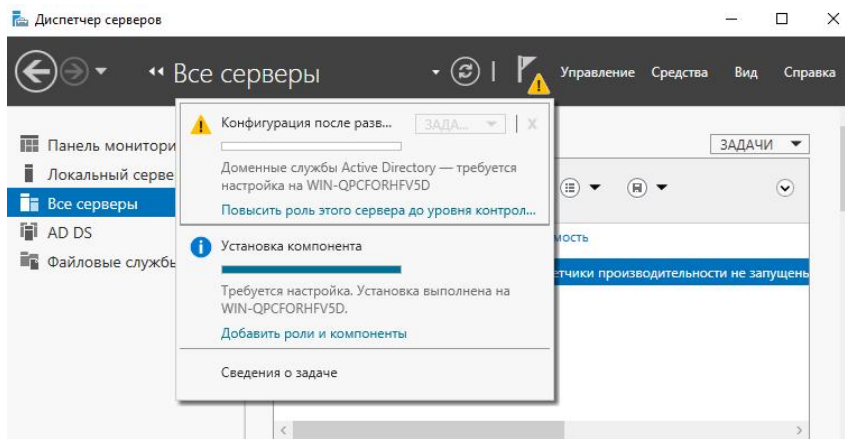 Диспетчер серверов
Все серверы
Управление Средства Вид Справка
Панель монитори
Локальный серве
Все серверы
AD DS
Файловые службы
Конфигурация после разв...
ЗАДА...
X
Доменные службы Active Directory — требуется
настройка на WIN-QPCFORHFV5D
Повысить роль этого сервера до уровня контрол...
Установка компонента
Требуется настройка. Установка выполнена на
WIN-QPCFORHFV5D.
Добавить роли и компоненты
Сведения о задаче
ЗАДАЧИ
мость
етчики производительности не запущены